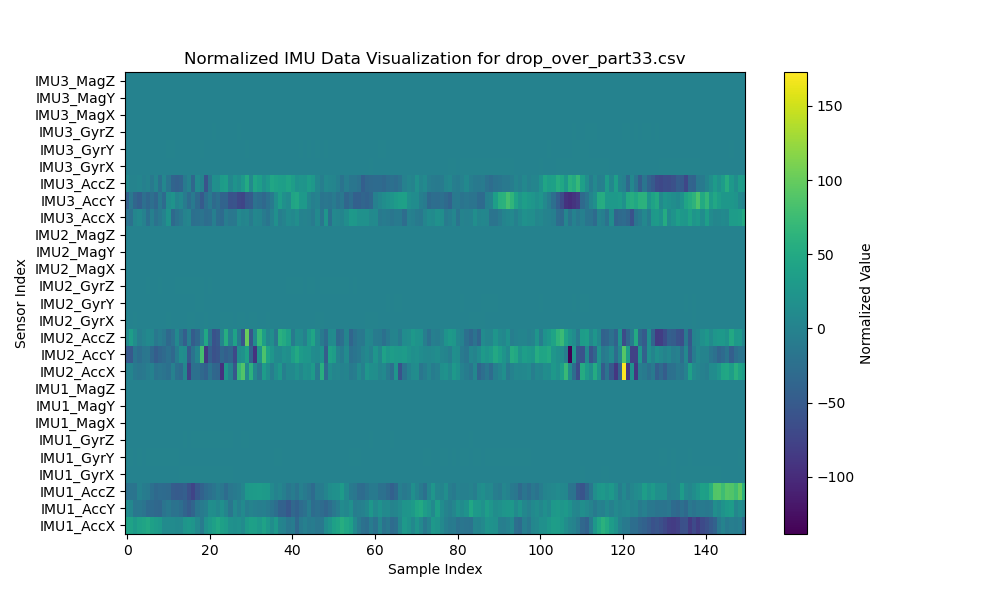 Normalized IMU Data Visualization for drop_over_part33.csv
IMU3_MagZ
IMU3_MagY
IMU3_MagX
IMU3_GyrZ
IMU3_GyrY
IMU3_GyrX
IMU3_AccZ
IMU3_AccY
IMU3_AccX
IMU2_MagZ
IMU2_MagY
IMU2_MagX
IMU2_GyrZ
IMU2_GyrY
IMU2_GyrX
IMU2_AccZ
IMU2_AccY
IMU2_AccX
IMU1_MagZ
IMU1_MagY
IMU1_MagX
IMU1_GyrZ
IMU1_GyrY
IMU1_GyrX
IMU1_AccZ
IMU1_AccY
IMU1_AccX
Sensor Index
0 20 40 60 80 100 120 140
Sample Index
150
100
50
0
−50
−100
Normalized Value